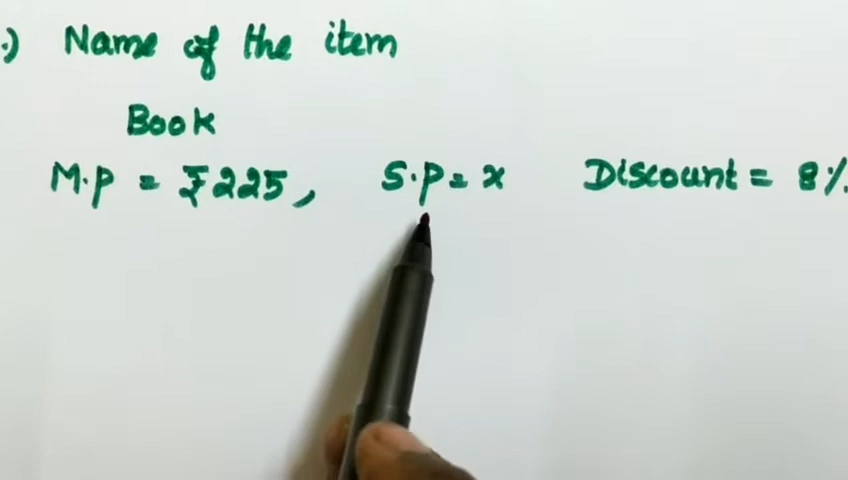 .) Name of the item
Book
M.P = ₹225, S.P = x Discount = 8%.